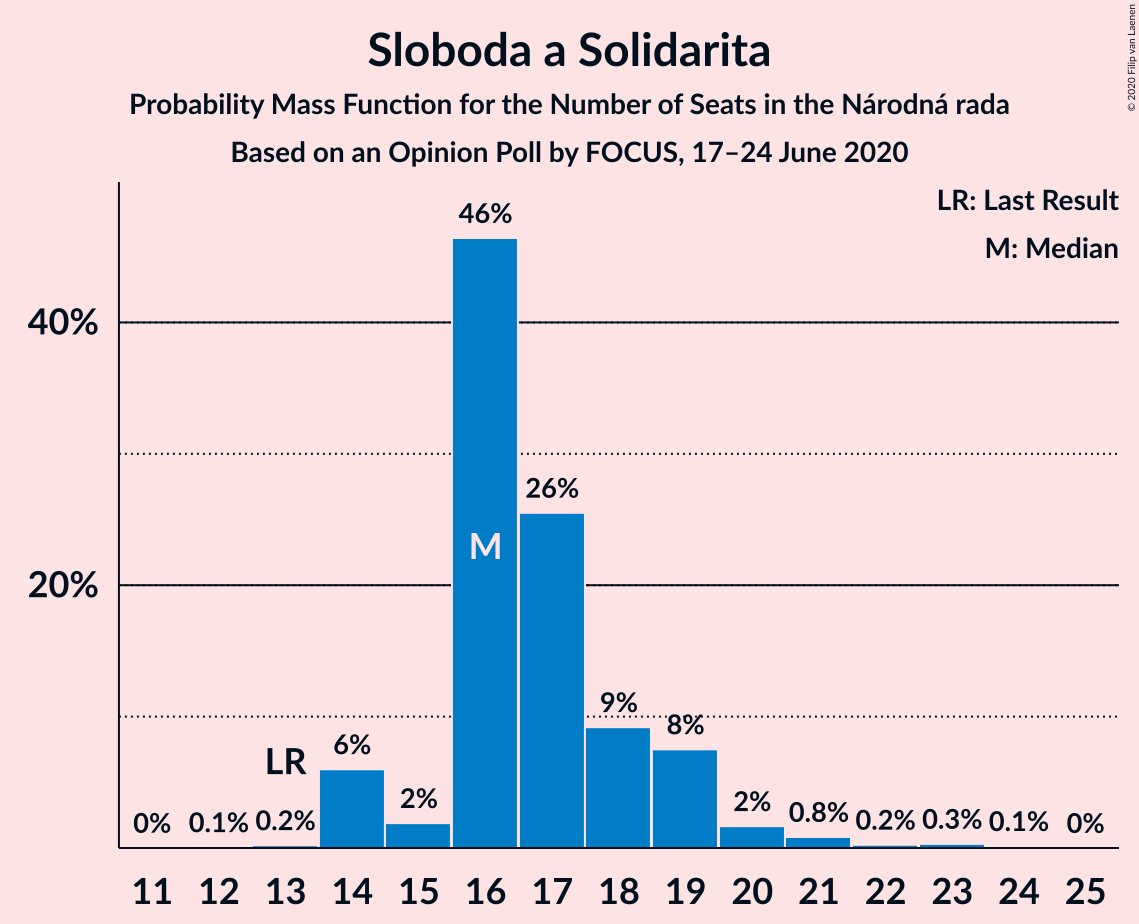 Sloboda a Solidarita
Probability Mass Function for the Number of Seats in the Národná rada
Based on an Opinion Poll by FOCUS, 17–24 June 2020
© 2020 Filip van Laenen
LR: Last Result
M: Median
40%
20%
0%
0.1%
LR
0.2%
6%
2%
46%
M
26%
9%
8%
2%
0.8%
0.2%
0.3%
0.1%
0%
11 12 13 14 15 16 17 18 19 20 21 22 23 24 25